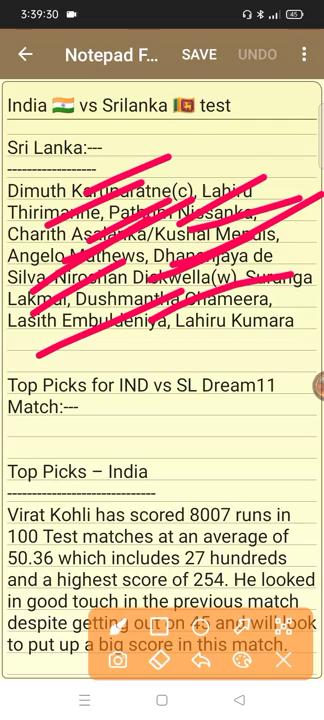 3:39:30
45
Notepad F... SAVE UNDO
India 🇮🇳 vs Srilanka 🇱🇰 test
Sri Lanka:---
------------------
Dimuth Karunaratne(c), Lahiru
Thirimanne, Pathum Nissanka,
Charith Asalanka/Kushal Mendis,
Angelo Mathews, Dhananjaya de
Silva, Niroshan Dickwella(w), Suranga
Lakmal, Dushmantha Chameera,
Lasith Embuldeniya, Lahiru Kumara
Top Picks for IND vs SL Dream11
Match:---
Top Picks – India
------------------------------
Virat Kohli has scored 8007 runs in
100 Test matches at an average of
50.36 which includes 27 hundreds
and a highest score of 254. He looked
in good touch in the previous match
despite getting out on 45 and will look
to put up a big score in this match.